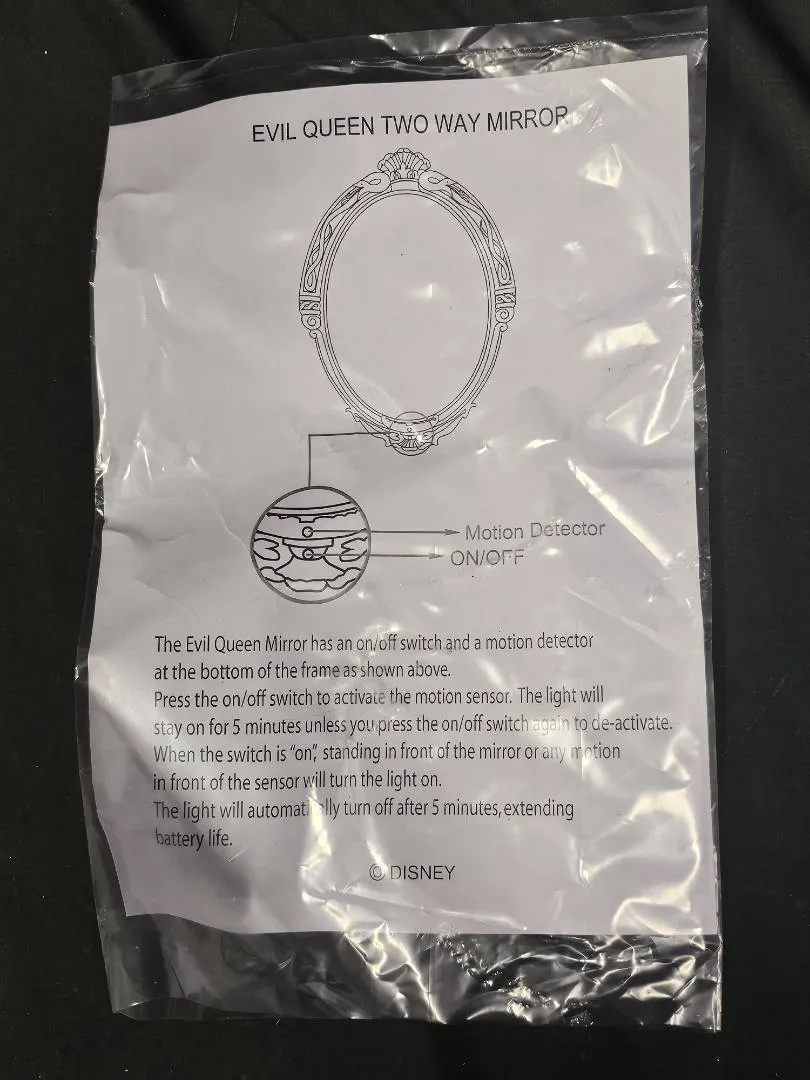 EVIL QUEEN TWO WAY MIRROR
Motion Detector
ON/OFF
The Evil Queen Mirror has an on/off switch and a motion detector
at the bottom of the frame as shown above.
Press the on/off switch to activate the motion sensor. The light will
stay on for 5 minutes unless you press the on/off switch again to de-activate.
When the switch is “on”, standing in front of the mirror or any motion
in front of the sensor will turn the light on.
The light will automatically turn off after 5 minutes, extending
battery life.
© DISNEY